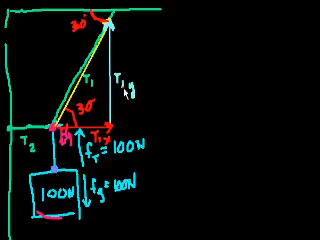 30°
T₁
T₁y
30°
T₁x
T₂
fT = 100N
100N
fg = 100N